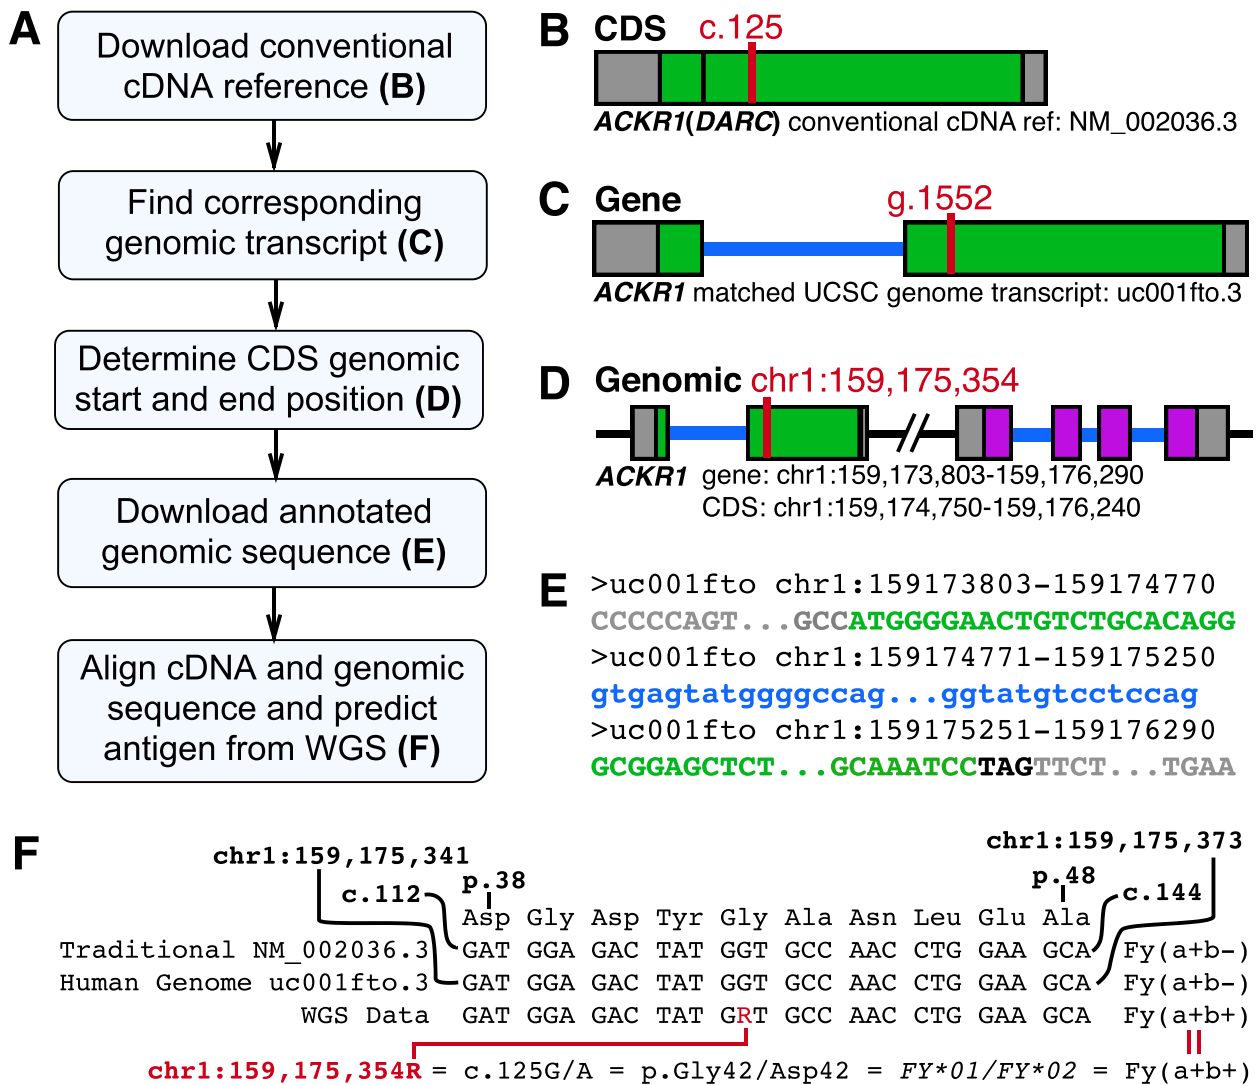 A
Download conventional
cDNA reference (B)
Find corresponding
genomic transcript (C)
Determine CDS genomic
start and end position (D)
Download annotated
genomic sequence (E)
Align cDNA and genomic
sequence and predict
antigen from WGS (F)
B CDS c.125
ACKR1(DARC) conventional cDNA ref: NM_002036.3
C Gene g.1552
ACKR1 matched UCSC genome transcript: uc001fto.3
D Genomic chr1:159,175,354
ACKR1 gene: chr1:159,173,803-159,176,290
CDS: chr1:159,174,750-159,176,240
E >uc001fto chr1:159173803-159174770
CCCCCAGT...GCCATGGGGAACTGTCTGCACAGG
>uc001fto chr1:159174771-159175250
gtgagtatggggccag...ggtatgtcctccag
>uc001fto chr1:159175251-159176290
GCGGAGCTCT...GCAAATCCTAGTTCT...TGAA
F
chr1:159,175,341 chr1:159,175,373
c.112 p.38 p.48 c.144
Asp Gly Asp Tyr Gly Ala Asn Leu Glu Ala
Traditional NM_002036.3 GAT GGA GAC TAT GGT GCC AAC CTG GAA GCA Fy(a+b-)
Human Genome uc001fto.3 GAT GGA GAC TAT GGT GCC AAC CTG GAA GCA Fy(a+b-)
WGS Data GAT GGA GAC TAT GRT GCC AAC CTG GAA GCA Fy(a+b+)
chr1:159,175,354R = c.125G/A = p.Gly42/Asp42 = FY*01/FY*02 = Fy(a+b+)